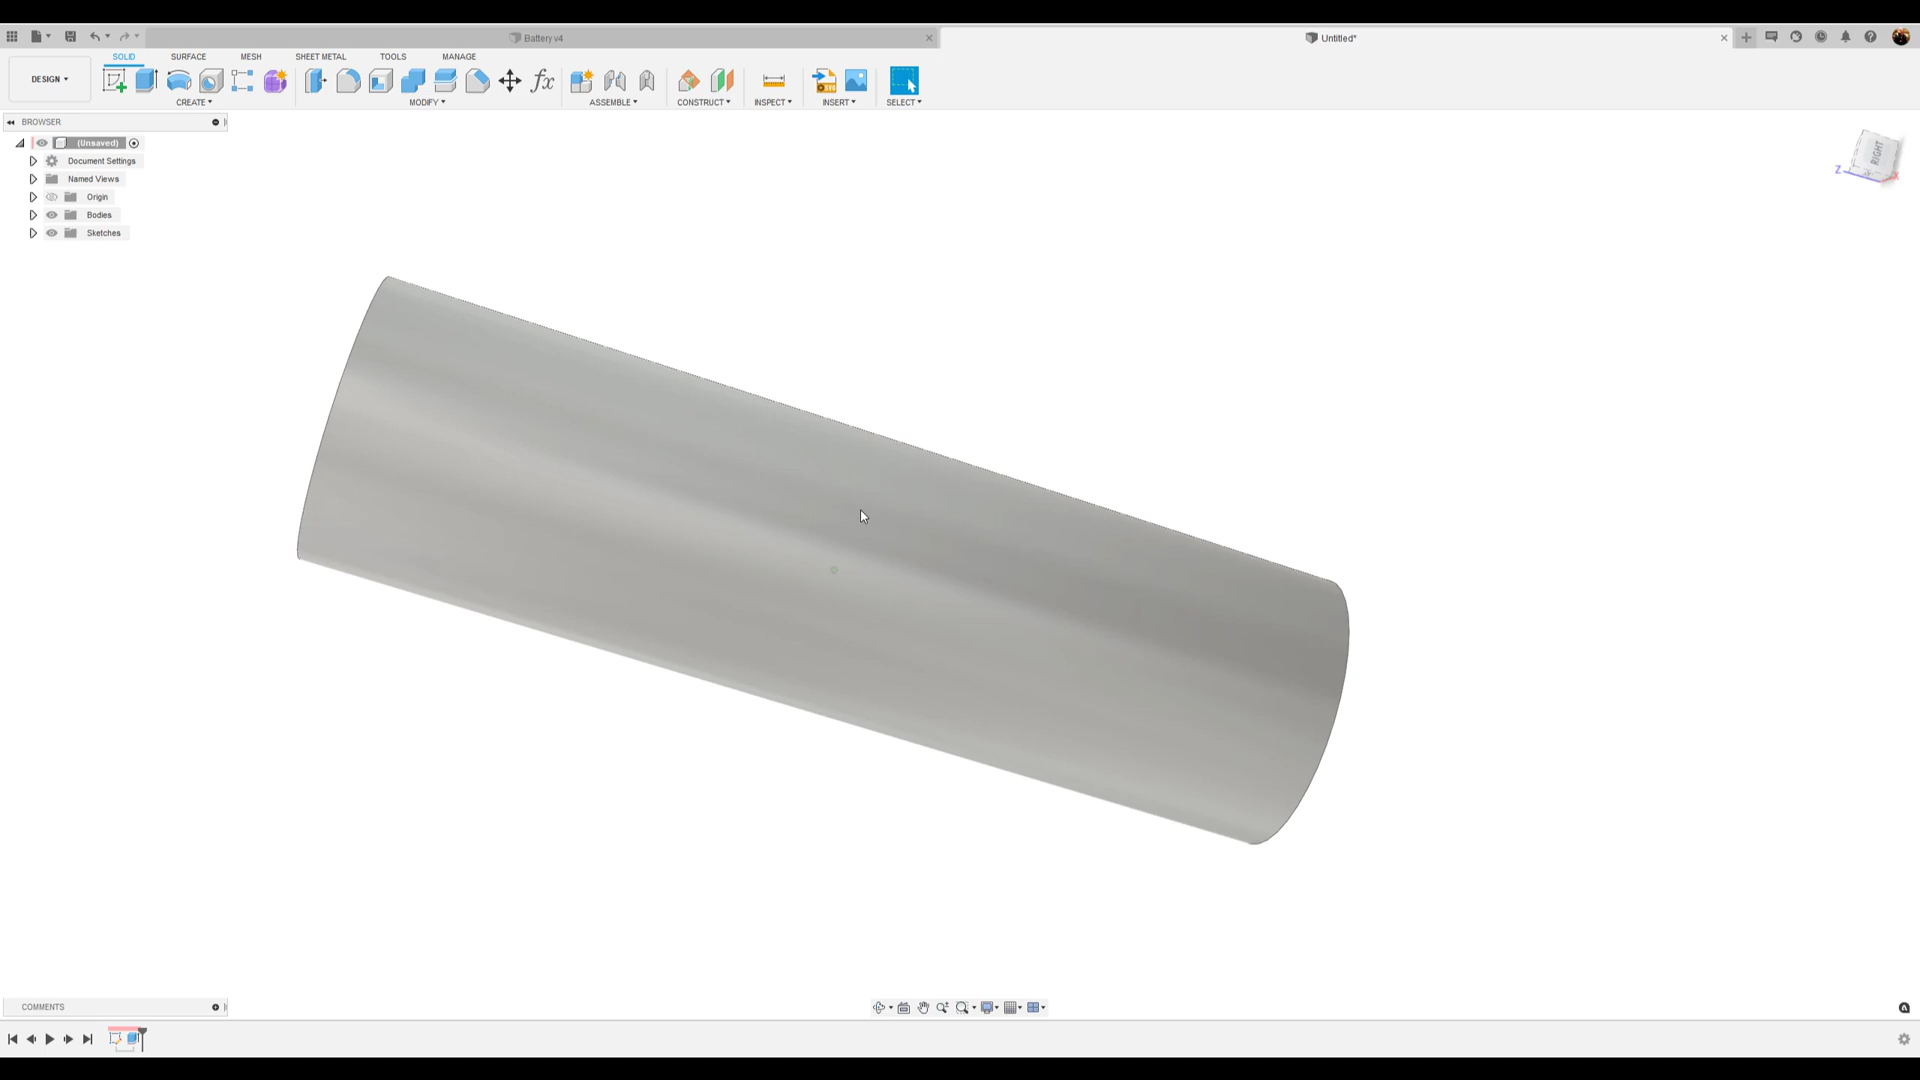 Battery v4
Untitled*
SOLID SURFACE MESH SHEET METAL TOOLS MANAGE
DESIGN
CREATE MODIFY ASSEMBLE CONSTRUCT INSPECT INSERT SELECT
BROWSER
(Unsaved)
Document Settings
Named Views
Origin
Bodies
Sketches
RIGHT
Z
X
COMMENTS